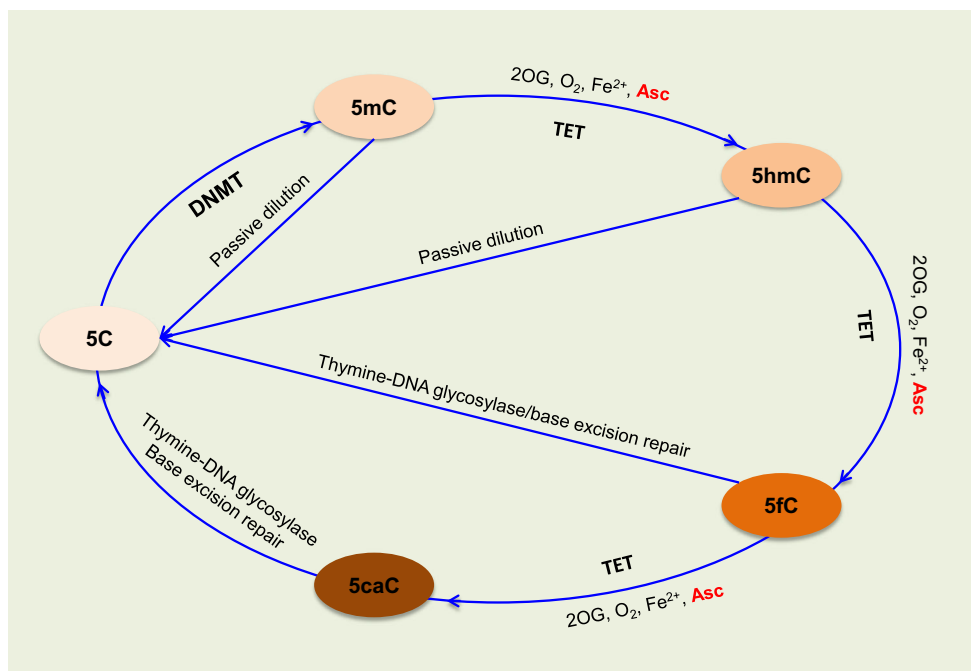 2OG, O₂, Fe²⁺, Asc
5mC
TET
5hmC
DNMT
Passive dilution
Passive dilution
2OG, O₂, Fe²⁺, Asc
TET
5C
Thymine-DNA glycosylase/base excision repair
Thymine-DNA glycosylase
Base excision repair
5fC
TET
5caC
2OG, O₂, Fe²⁺, Asc